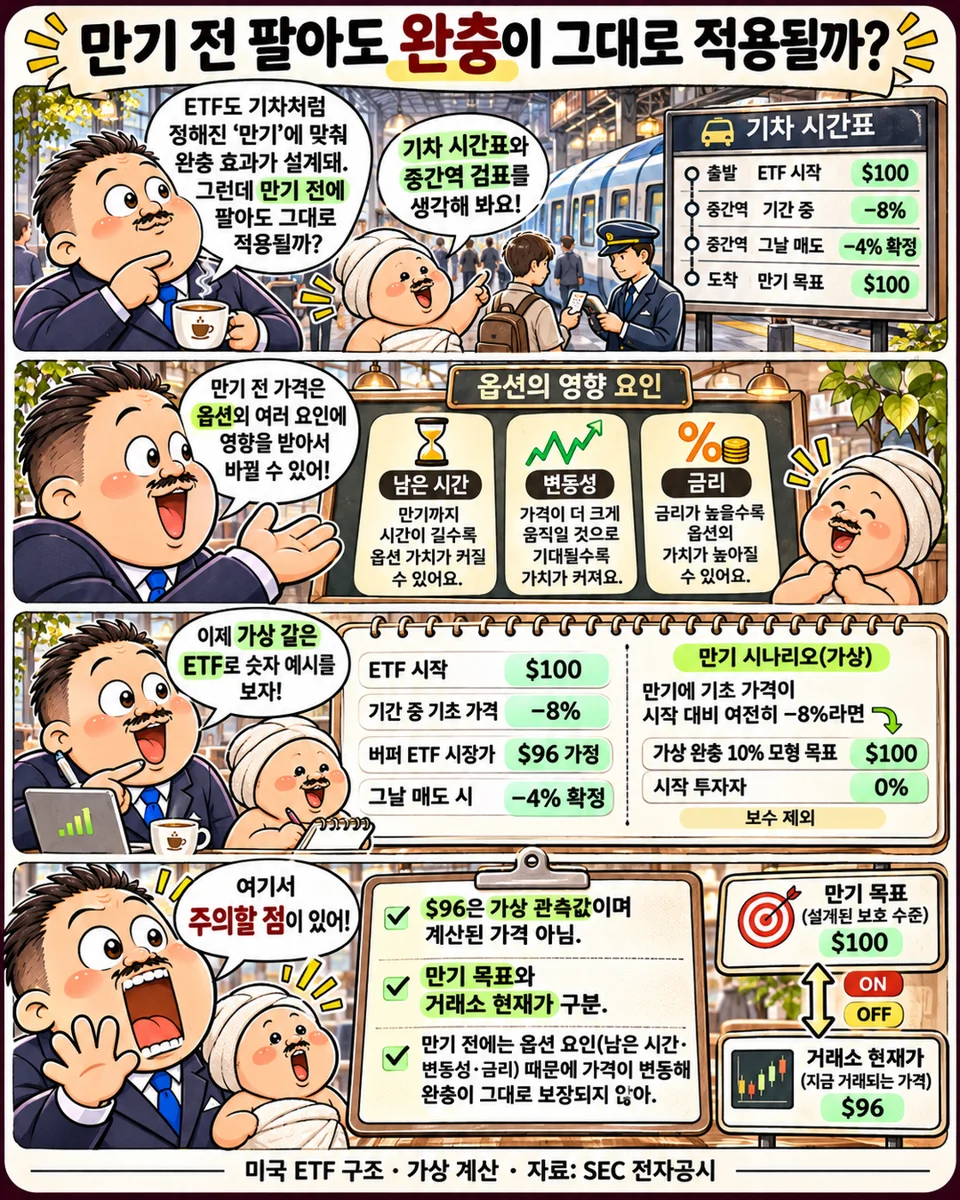 만기 전 팔아도 완충이 그대로 적용될까?
ETF도 기차처럼
정해진 '만기'에 맞춰
완충 효과가 설계돼.
그런데 만기 전에
팔아도 그대로
적용될까?
기차 시간표와
중간역 검표를
생각해 봐요!
기차 시간표
출발 ETF 시작 $100
중간역 기간 중 −8%
중간역 그날 매도 −4% 확정
도착 만기 목표 $100
만기 전 가격은
옵션외 여러 요인에
영향을 받아서
바뀔 수 있어!
옵션의 영향 요인
남은 시간
만기까지
시간이 길수록
옵션 가치가 커질
수 있어요.
변동성
가격이 더 크게
움직일 것으로
기대될수록
가치가 커져요.
%
금리
금리가 높을수록
옵션외
가치가 높아질
수 있어요.
이제 가상 같은
ETF로 숫자 예시를
보자!
ETF 시작 $100
기간 중 기초 가격 −8%
버퍼 ETF 시장가 $96 가정
그날 매도 시 −4% 확정
만기 시나리오(가상)
만기에 기초 가격이
시작 대비 여전히 −8%라면
가상 완충 10% 모형 목표 $100
시작 투자자 0%
보수 제외
여기서
주의할 점이 있어!
$96은 가상 관측값이며
계산된 가격 아님.
만기 목표와
거래소 현재가 구분.
만기 전에는 옵션 요인(남은 시간·
변동성·금리) 때문에 가격이 변동해
완충이 그대로 보장되지 않아.
만기 목표
(설계된 보호 수준)
$100
ON
OFF
거래소 현재가
(지금 거래되는 가격)
$96
미국 ETF 구조 · 가상 계산 · 자료: SEC 전자공시